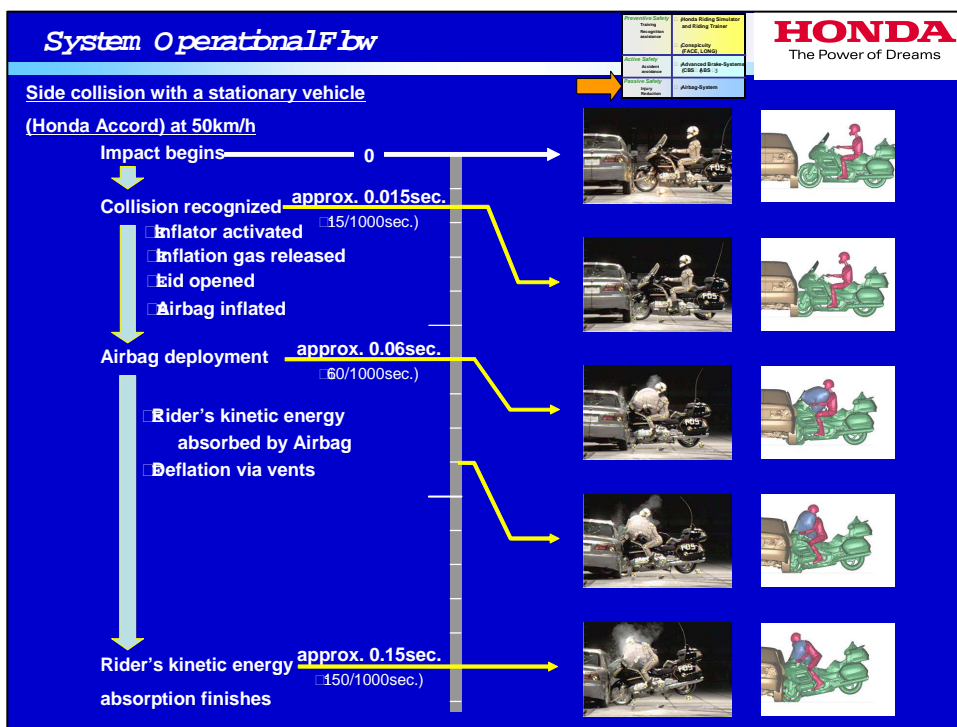 System Operational Flow
Preventive Safety
Training
Recognition
assistance
Honda Riding Simulator
and Riding Trainer
Conspicuity
(FACE, LONG)
Active Safety
Accident
avoidance
Advanced Brake-Systems
(CBS ABS
Passive Safety
Injury
Reduction
Airbag-System
HONDA
The Power of Dreams
Side collision with a stationary vehicle
(Honda Accord) at 50km/h
Impact begins 0
Collision recognized approx. 0.015sec.
□15/1000sec.)
Inflator activated
Inflation gas released
Lid opened
Airbag inflated
Airbag deployment approx. 0.06sec.
□60/1000sec.)
Rider's kinetic energy
absorbed by Airbag
Deflation via vents
Rider's kinetic energy approx. 0.15sec.
absorption finishes □150/1000sec.)